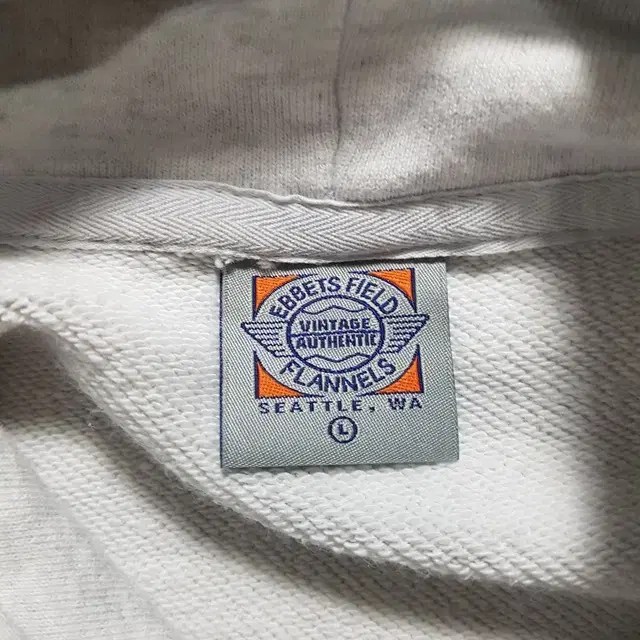 EBBETS FIELD
VINTAGE
AUTHENTIC
FLANNELS
SEATTLE, WA
L